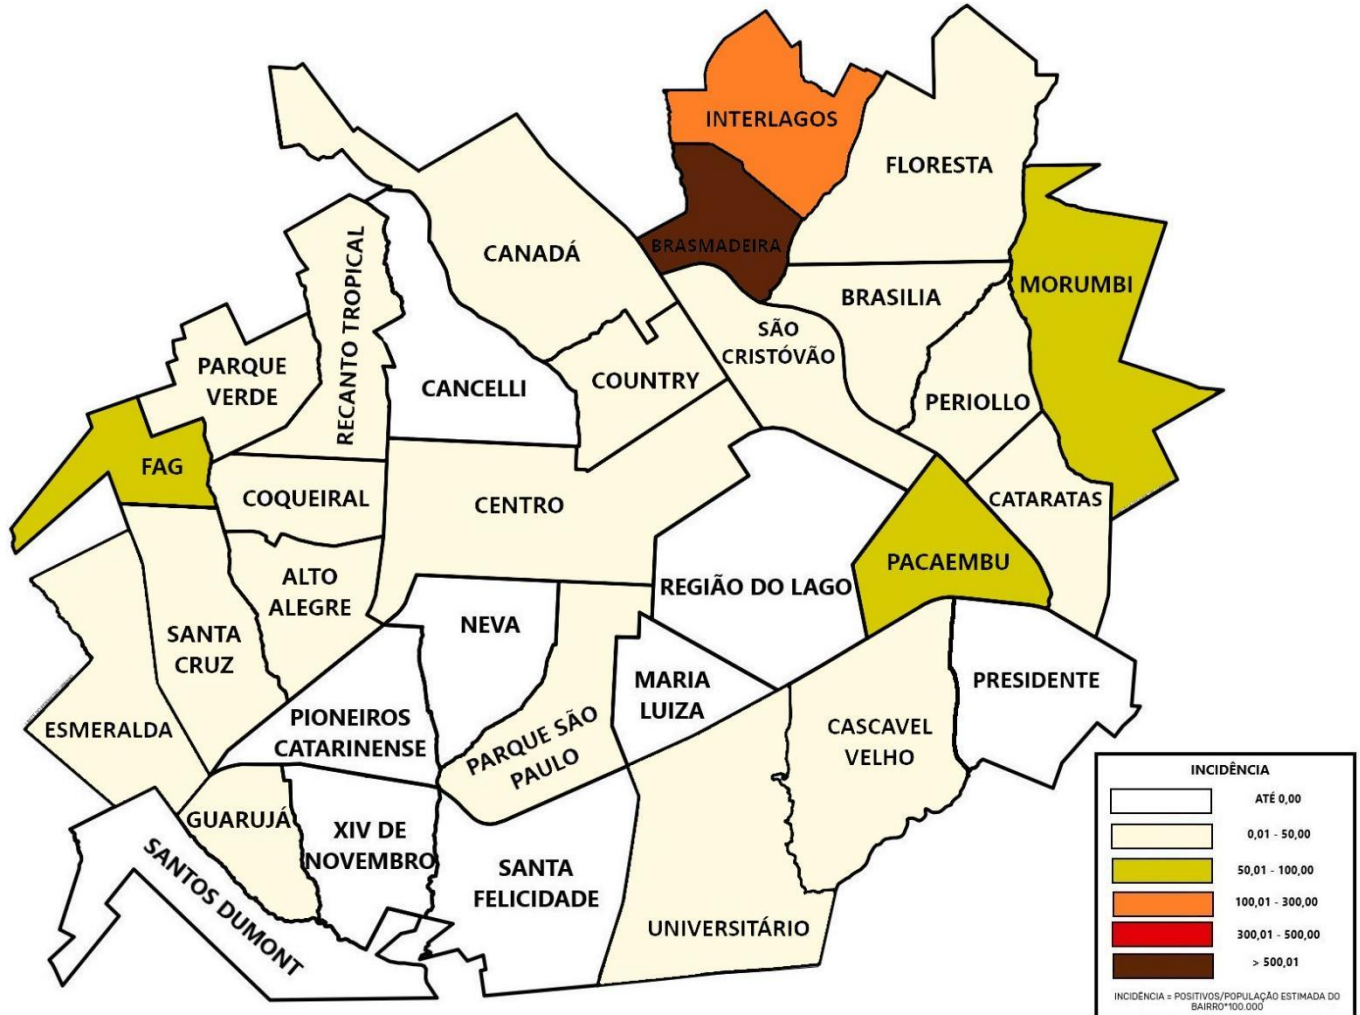 INTERLAGOS
FLORESTA
BRASMADEIRA
CANADÁ
RECANTO TROPICAL
MORUMBI
BRASILIA
SÃO
CRISTÓVÃO
PARQUE
VERDE
CANCELLI
COUNTRY
PERIOLLO
FAG
COQUEIRAL
CENTRO
CATARATAS
ALTO
ALEGRE
REGIÃO DO LAGO
PACAEMBU
SANTA
CRUZ
NEVA
MARIA
LUIZA
PRESIDENTE
ESMERALDA
PIONEIROS
CATARINENSE
PARQUE SÃO
PAULO
CASCAVEL
VELHO
GUARUJÁ
XIV DE
NOVEMBRO
SANTOS DUMONT
SANTA
FELICIDADE
UNIVERSITÁRIO
INCIDÊNCIA
ATÉ 0,00
0,01 - 50,00
50,01 - 100,00
100,01 - 300,00
300,01 - 500,00
> 500,01
INCIDÊNCIA = POSITIVOS/POPULAÇÃO ESTIMADA DO
BAIRRO*100.000